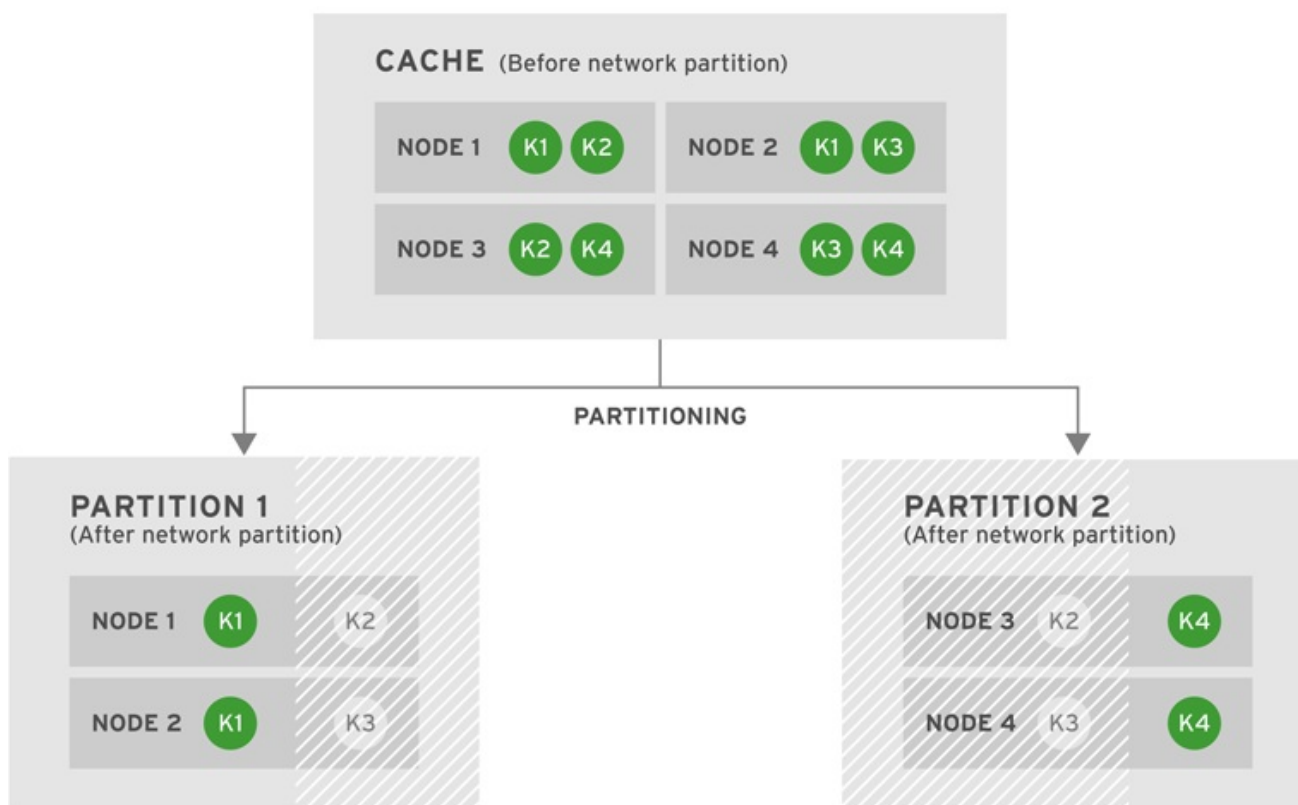 CACHE (Before network partition)
NODE 1 K1 K2 NODE 2 K1 K3
NODE 3 K2 K4 NODE 4 K3 K4
PARTITIONING
PARTITION 1
(After network partition)
NODE 1 K1 K2
NODE 2 K1 K3
PARTITION 2
(After network partition)
NODE 3 K2 K4
NODE 4 K3 K4